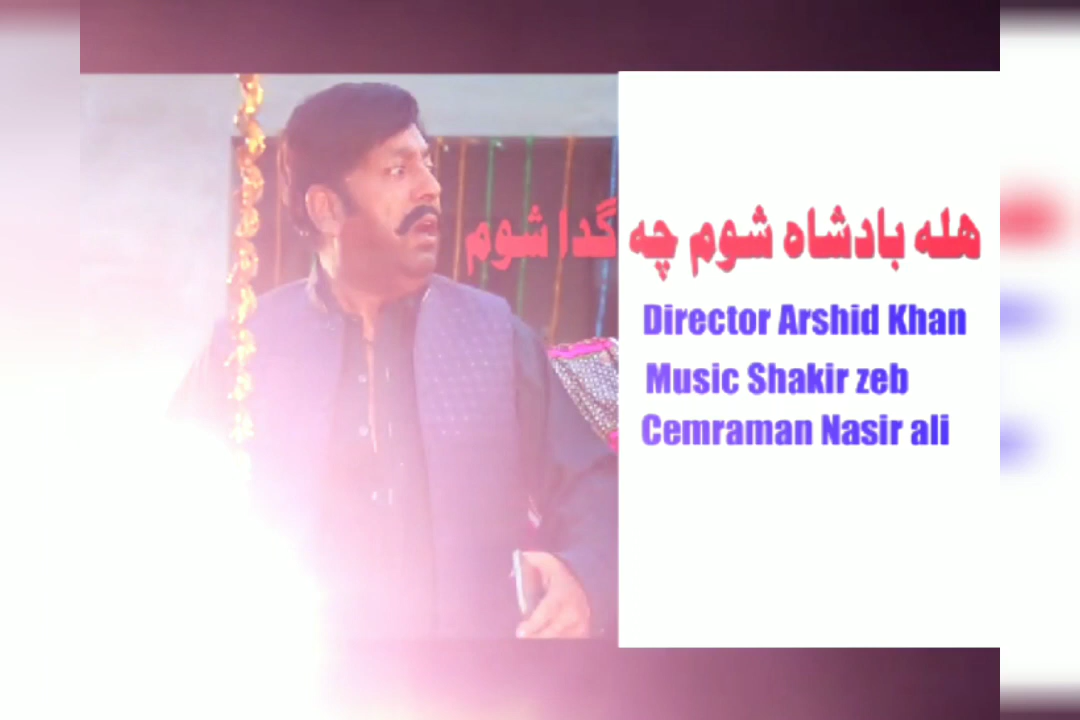 هله بادشاه شوم چه گدا شوم
Director Arshid Khan
Music Shakir zeb
Cemraman Nasir ali